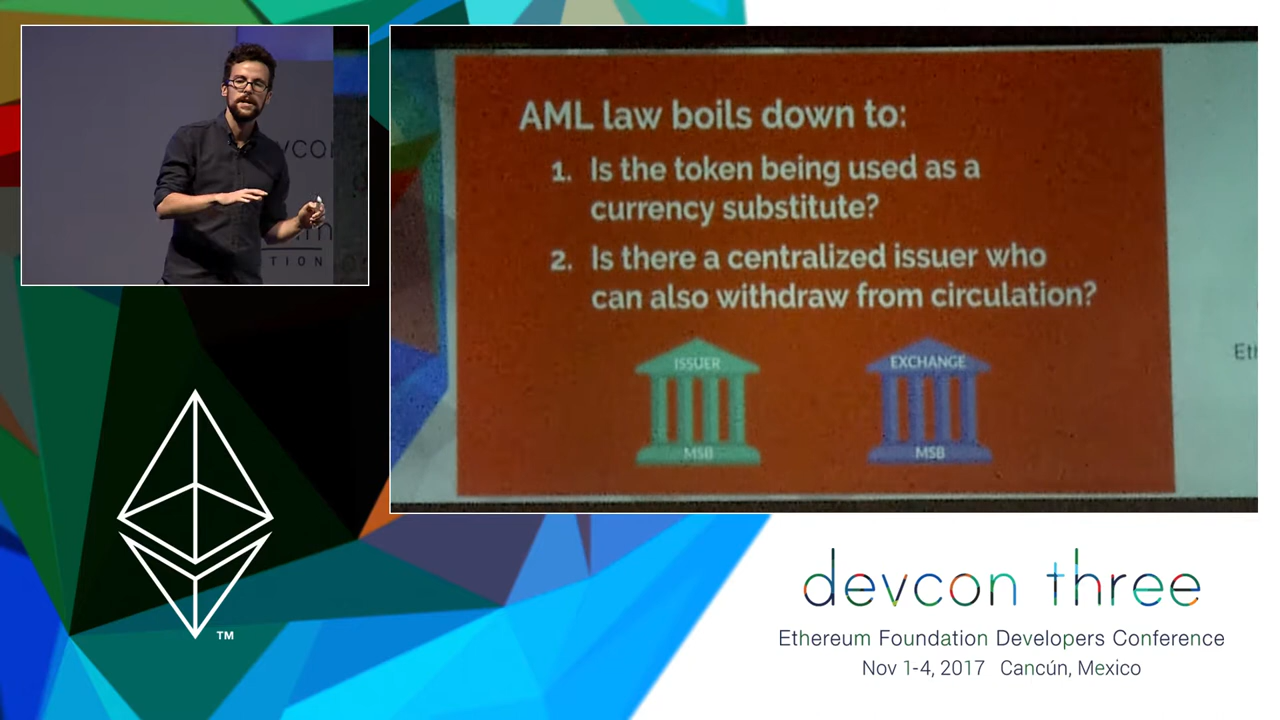 AML law boils down to:
1. Is the token being used as a
currency substitute?
2. Is there a centralized issuer who
can also withdraw from circulation?
ISSUER
MSB
EXCHANGE
MSB
TION
TM
devcon three
Ethereum Foundation Developers Conference
Nov 1-4, 2017 Cancún, Mexico